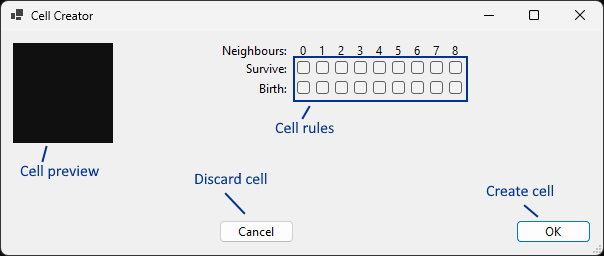 Cell Creator
Neighbours: 0 1 2 3 4 5 6 7 8
Survive:
Birth:
Cell rules
Cell preview
Discard cell
Create cell
Cancel
OK